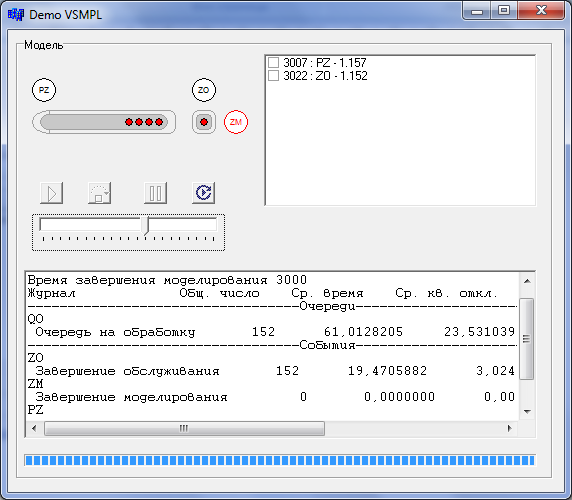 Demo VSMPL
Модель
3007 : PZ - 1.157
3022 : ZO - 1.152
PZ
ZO
ZM
Время завершения моделирования 3000
Журнал Общ. число Ср. время Ср. кв. откл.
Очереди
QO
Очередь на обработку 152 61,0128205 23,531039
События
ZO
Завершение обслуживания 152 19,4705882 3,024
ZM
Завершение моделирования 0 0,0000000 0,00
PZ